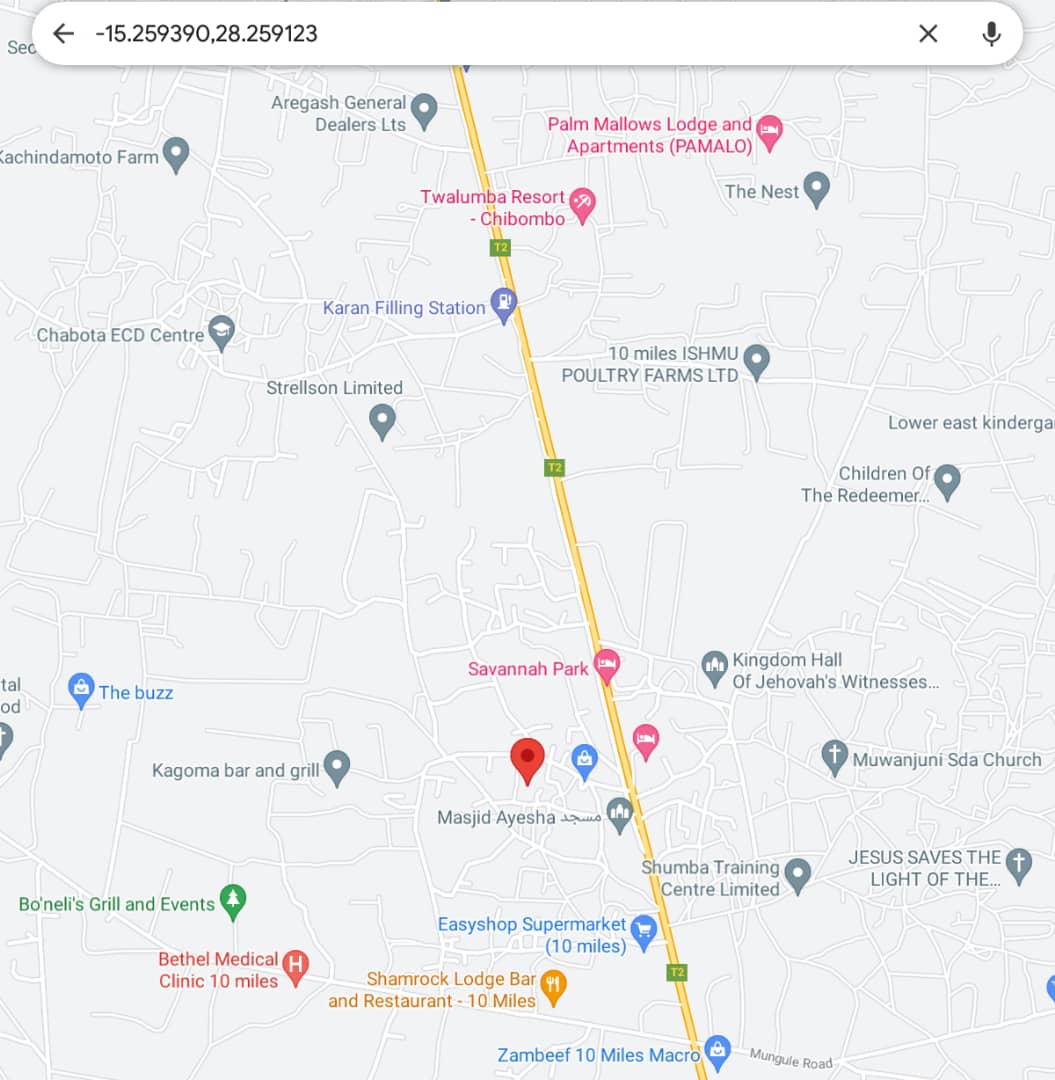 -15.259390,28.259123
Sec
Aregash General
Dealers Lts
Palm Mallows Lodge and
Apartments (PAMALO)
Kachindamoto Farm
The Nest
Twalumba Resort
- Chibombo
T2
Karan Filling Station
Chabota ECD Centre
10 miles ISHMU
POULTRY FARMS LTD
Strellson Limited
Lower east kinderga
T2
Children Of
The Redeemer...
Savannah Park
Kingdom Hall
Of Jehovah's Witnesses...
tal
od
The buzz
Kagoma bar and grill
Muwanjuni Sda Church
Masjid Ayesha مسجد
Shumba Training
Centre Limited
JESUS SAVES THE
LIGHT OF THE...
Bo'neli's Grill and Events
Easyshop Supermarket
(10 miles)
Bethel Medical
Clinic 10 miles
T2
Shamrock Lodge Bar
and Restaurant - 10 Miles
Zambeef 10 Miles Macro
Mungule Road